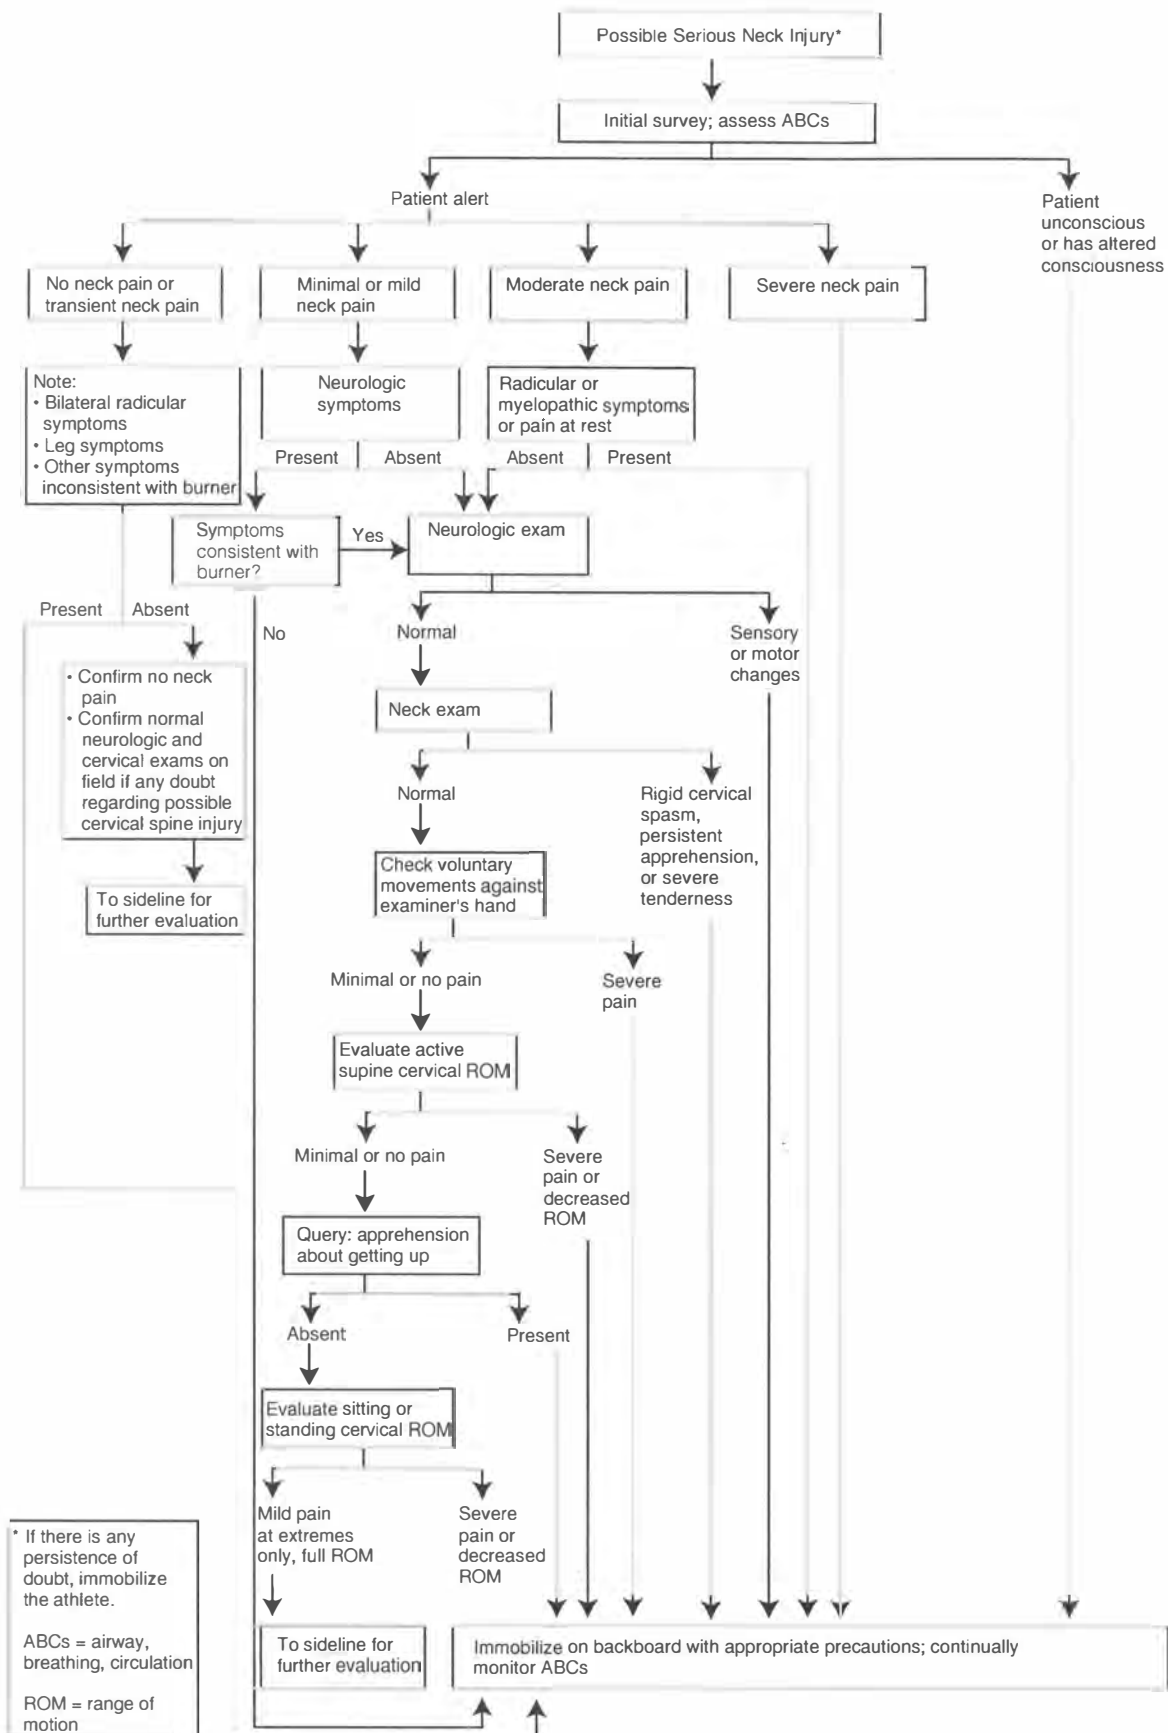 Possible Serious Neck Injury*
Initial survey; assess ABCs
Patient alert
Patient
unconscious
or has altered
consciousness
No neck pain or
transient neck pain
Minimal or mild
neck pain
Moderate neck pain
Severe neck pain
Note:
• Bilateral radicular
symptoms
• Leg symptoms
• Other symptoms
inconsistent with burner
Neurologic
symptoms
Radicular or
myelopathic symptoms
or pain at rest
Present
Absent
Absent
Present
Symptoms
consistent with
burner?
Yes
Neurologic exam
Present
Absent
No
Normal
Sensory
or motor
changes
• Confirm no neck
pain
• Confirm normal
neurologic and
cervical exams on
field if any doubt
regarding possible
cervical spine injury
Neck exam
Normal
Rigid cervical
spasm,
persistent
apprehension,
or severe
tenderness
To sideline for
further evaluation
Check voluntary
movements against
examiner's hand
Minimal or no pain
Severe
pain
Evaluate active
supine cervical ROM
Minimal or no pain
Severe
pain or
decreased
ROM
Query: apprehension
about getting up
Absent
Present
Evaluate sitting or
standing cervical ROM
Mild pain
at extremes
only, full ROM
Severe
pain or
decreased
ROM
To sideline for
further evaluation
Immobilize on backboard with appropriate precautions; continually
monitor ABCs
* If there is any
persistence of
doubt, immobilize
the athlete.
ABCs = airway,
breathing, circulation
ROM = range of
motion